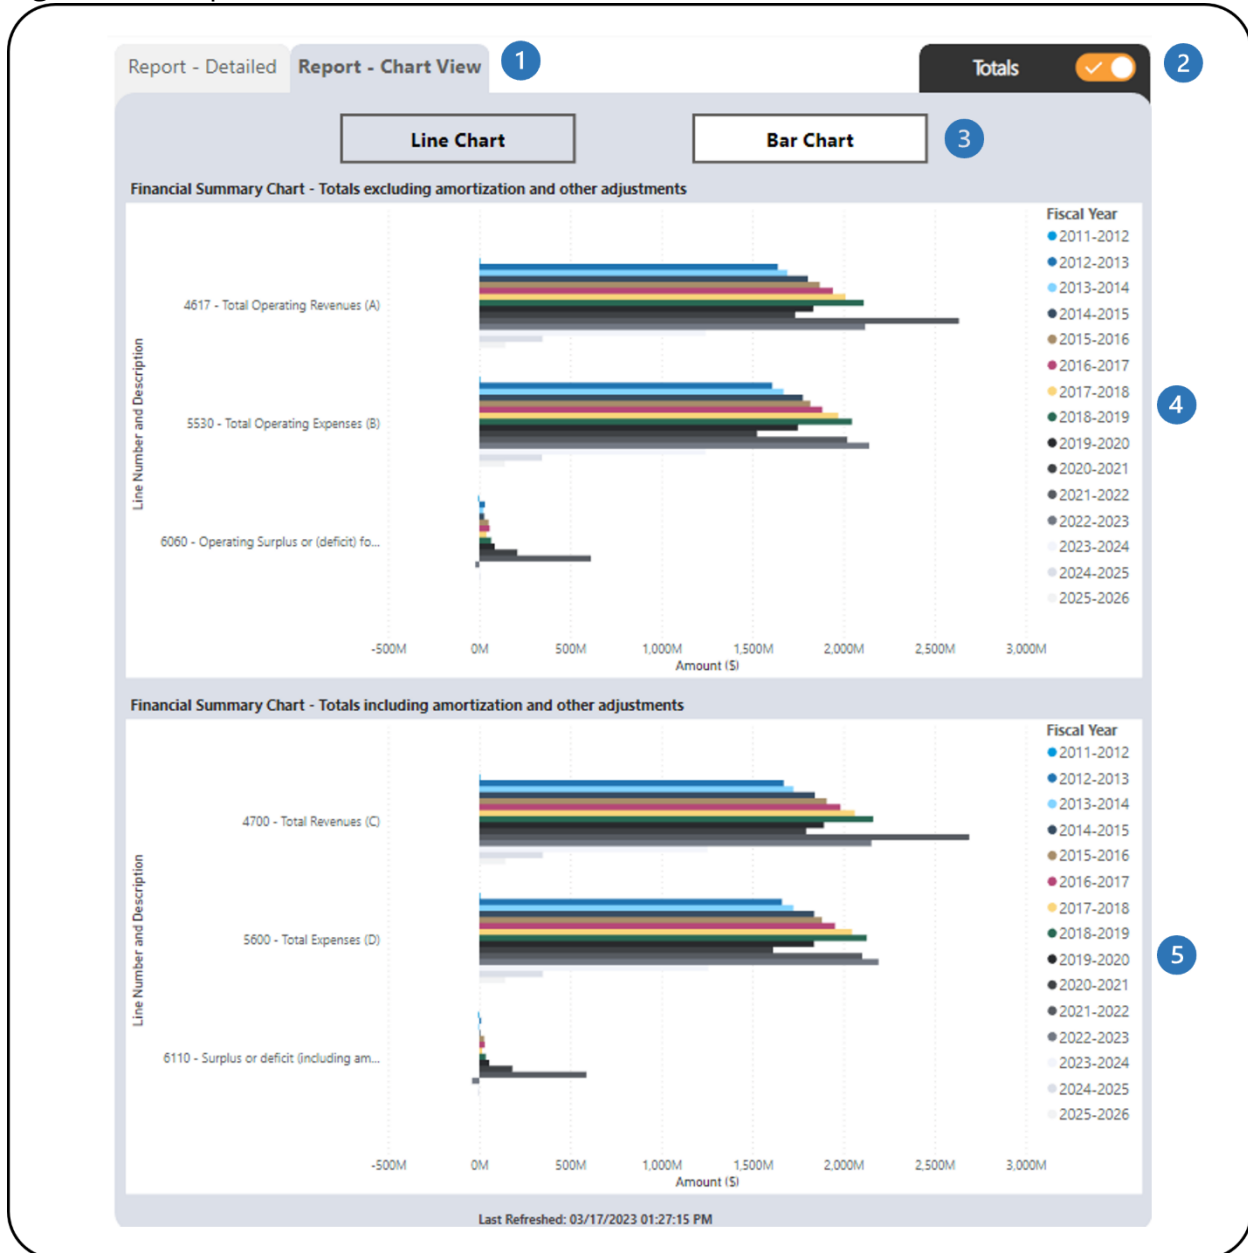 Report - Detailed
Report - Chart View
1
Totals
2
Line Chart
Bar Chart
3
Financial Summary Chart - Totals excluding amortization and other adjustments
Line Number and Description
4617 - Total Operating Revenues (A)
5530 - Total Operating Expenses (B)
6060 - Operating Surplus or (deficit) fo...
-500M
0M
500M
1,000M
1,500M
2,000M
2,500M
3,000M
Amount ($)
Fiscal Year
2011-2012
2012-2013
2013-2014
2014-2015
2015-2016
2016-2017
2017-2018
2018-2019
2019-2020
2020-2021
2021-2022
2022-2023
2023-2024
2024-2025
2025-2026
4
Financial Summary Chart - Totals including amortization and other adjustments
Line Number and Description
4700 - Total Revenues (C)
5600 - Total Expenses (D)
6110 - Surplus or deficit (including am...
-500M
0M
500M
1,000M
1,500M
2,000M
2,500M
3,000M
Amount ($)
Fiscal Year
2011-2012
2012-2013
2013-2014
2014-2015
2015-2016
2016-2017
2017-2018
2018-2019
2019-2020
2020-2021
2021-2022
2022-2023
2023-2024
2024-2025
2025-2026
5
Last Refreshed: 03/17/2023 01:27:15 PM